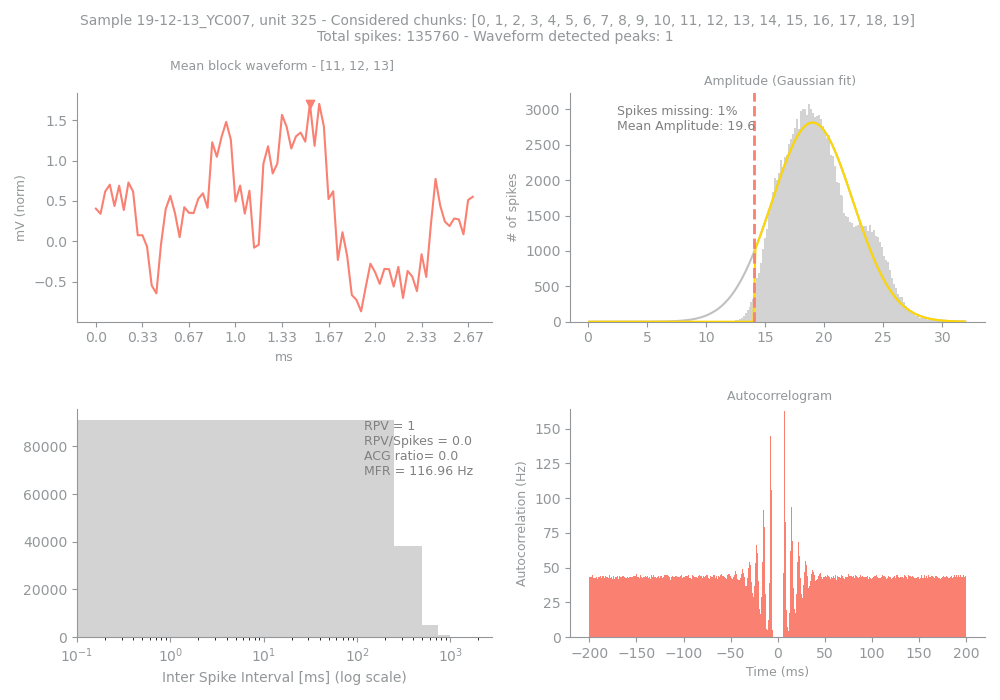 Sample 19-12-13_YC007, unit 325 - Considered chunks: [0, 1, 2, 3, 4, 5, 6, 7, 8, 9, 10, 11, 12, 13, 14, 15, 16, 17, 18, 19]
Total spikes: 135760 - Waveform detected peaks: 1
Mean block waveform - [11, 12, 13]
mV (norm)
1.5
1.0
0.5
0.0
−0.5
0.0 0.33 0.67 1.0 1.33 1.67 2.0 2.33 2.67
ms
Amplitude (Gaussian fit)
Spikes missing: 1%
Mean Amplitude: 19.6
# of spikes
3000
2500
2000
1500
1000
500
0
0 5 10 15 20 25 30
RPV = 1
RPV/Spikes = 0.0
ACG ratio= 0.0
MFR = 116.96 Hz
80000
60000
40000
20000
0
10⁻¹ 10⁰ 10¹ 10² 10³
Inter Spike Interval [ms] (log scale)
Autocorrelogram
Autocorrelation (Hz)
150
125
100
75
50
25
0
−200 −150 −100 −50 0 50 100 150 200
Time (ms)